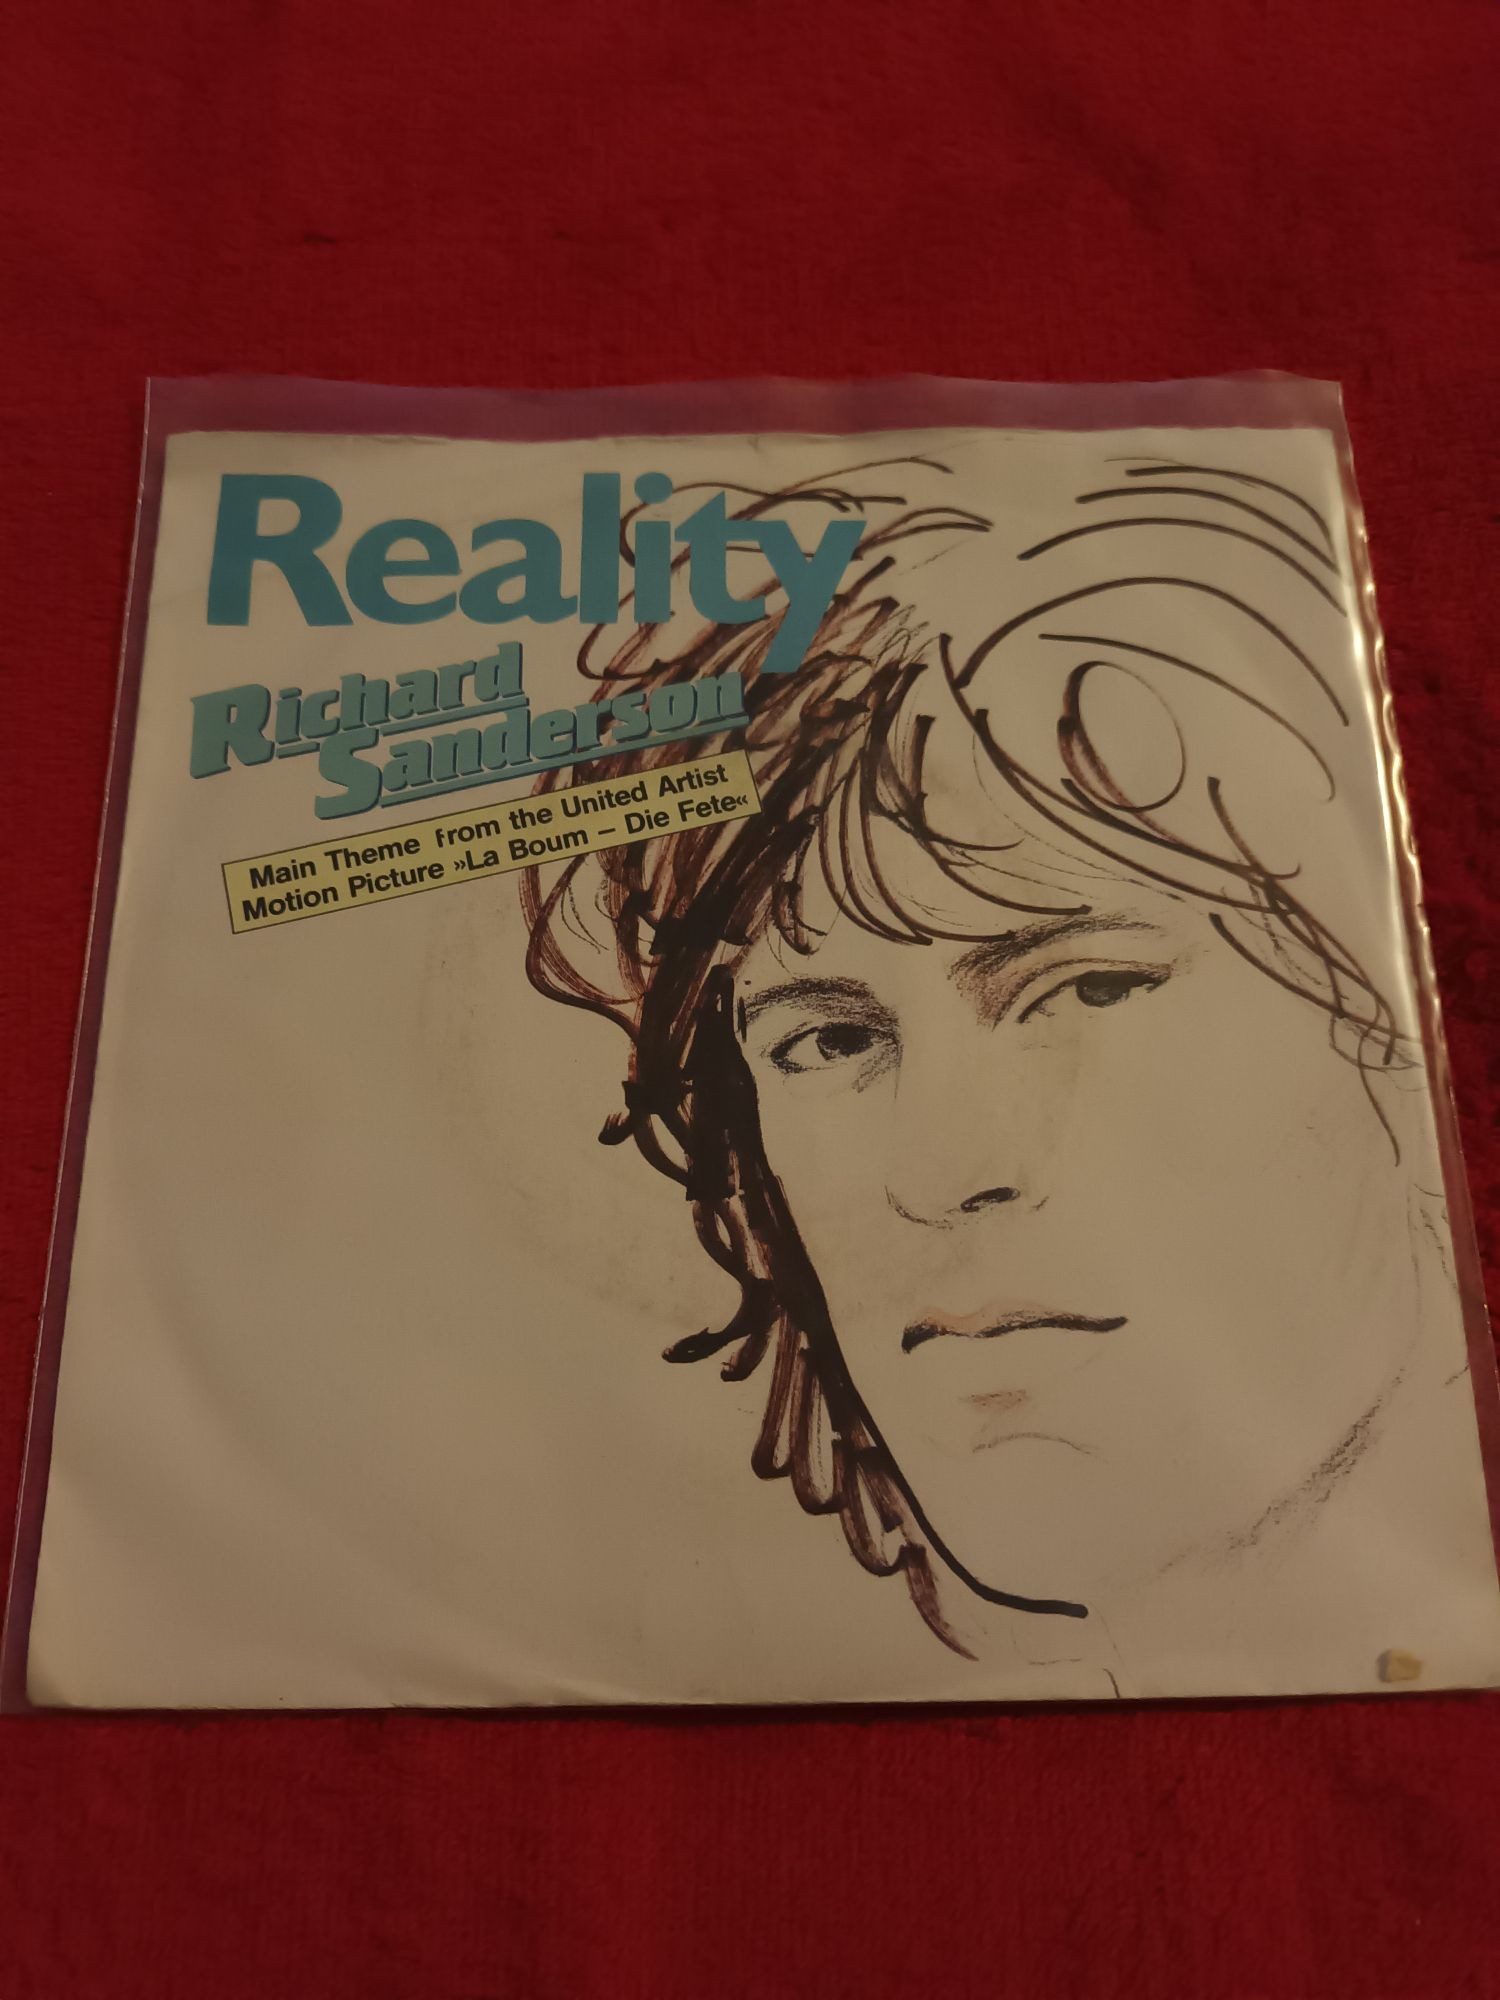 Reality
Richard
Sanderson
Main Theme from the United Artist
Motion Picture »La Boum – Die Fete«